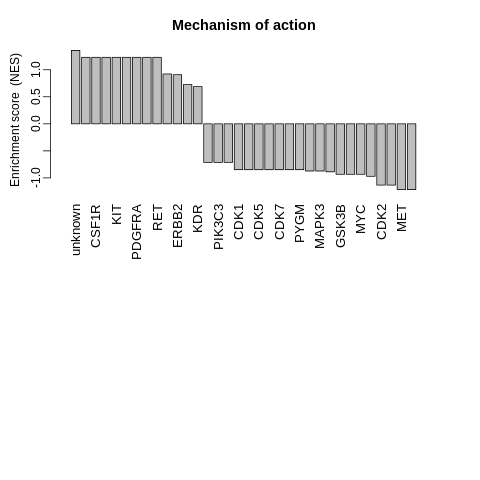 Mechanism of action
Enrichment score (NES)
1.0
0.5
0.0
-1.0
unknown
CSF1R
KIT
PDGFRA
RET
ERBB2
KDR
PIK3C3
CDK1
CDK5
CDK7
PYGM
MAPK3
GSK3B
MYC
CDK2
MET